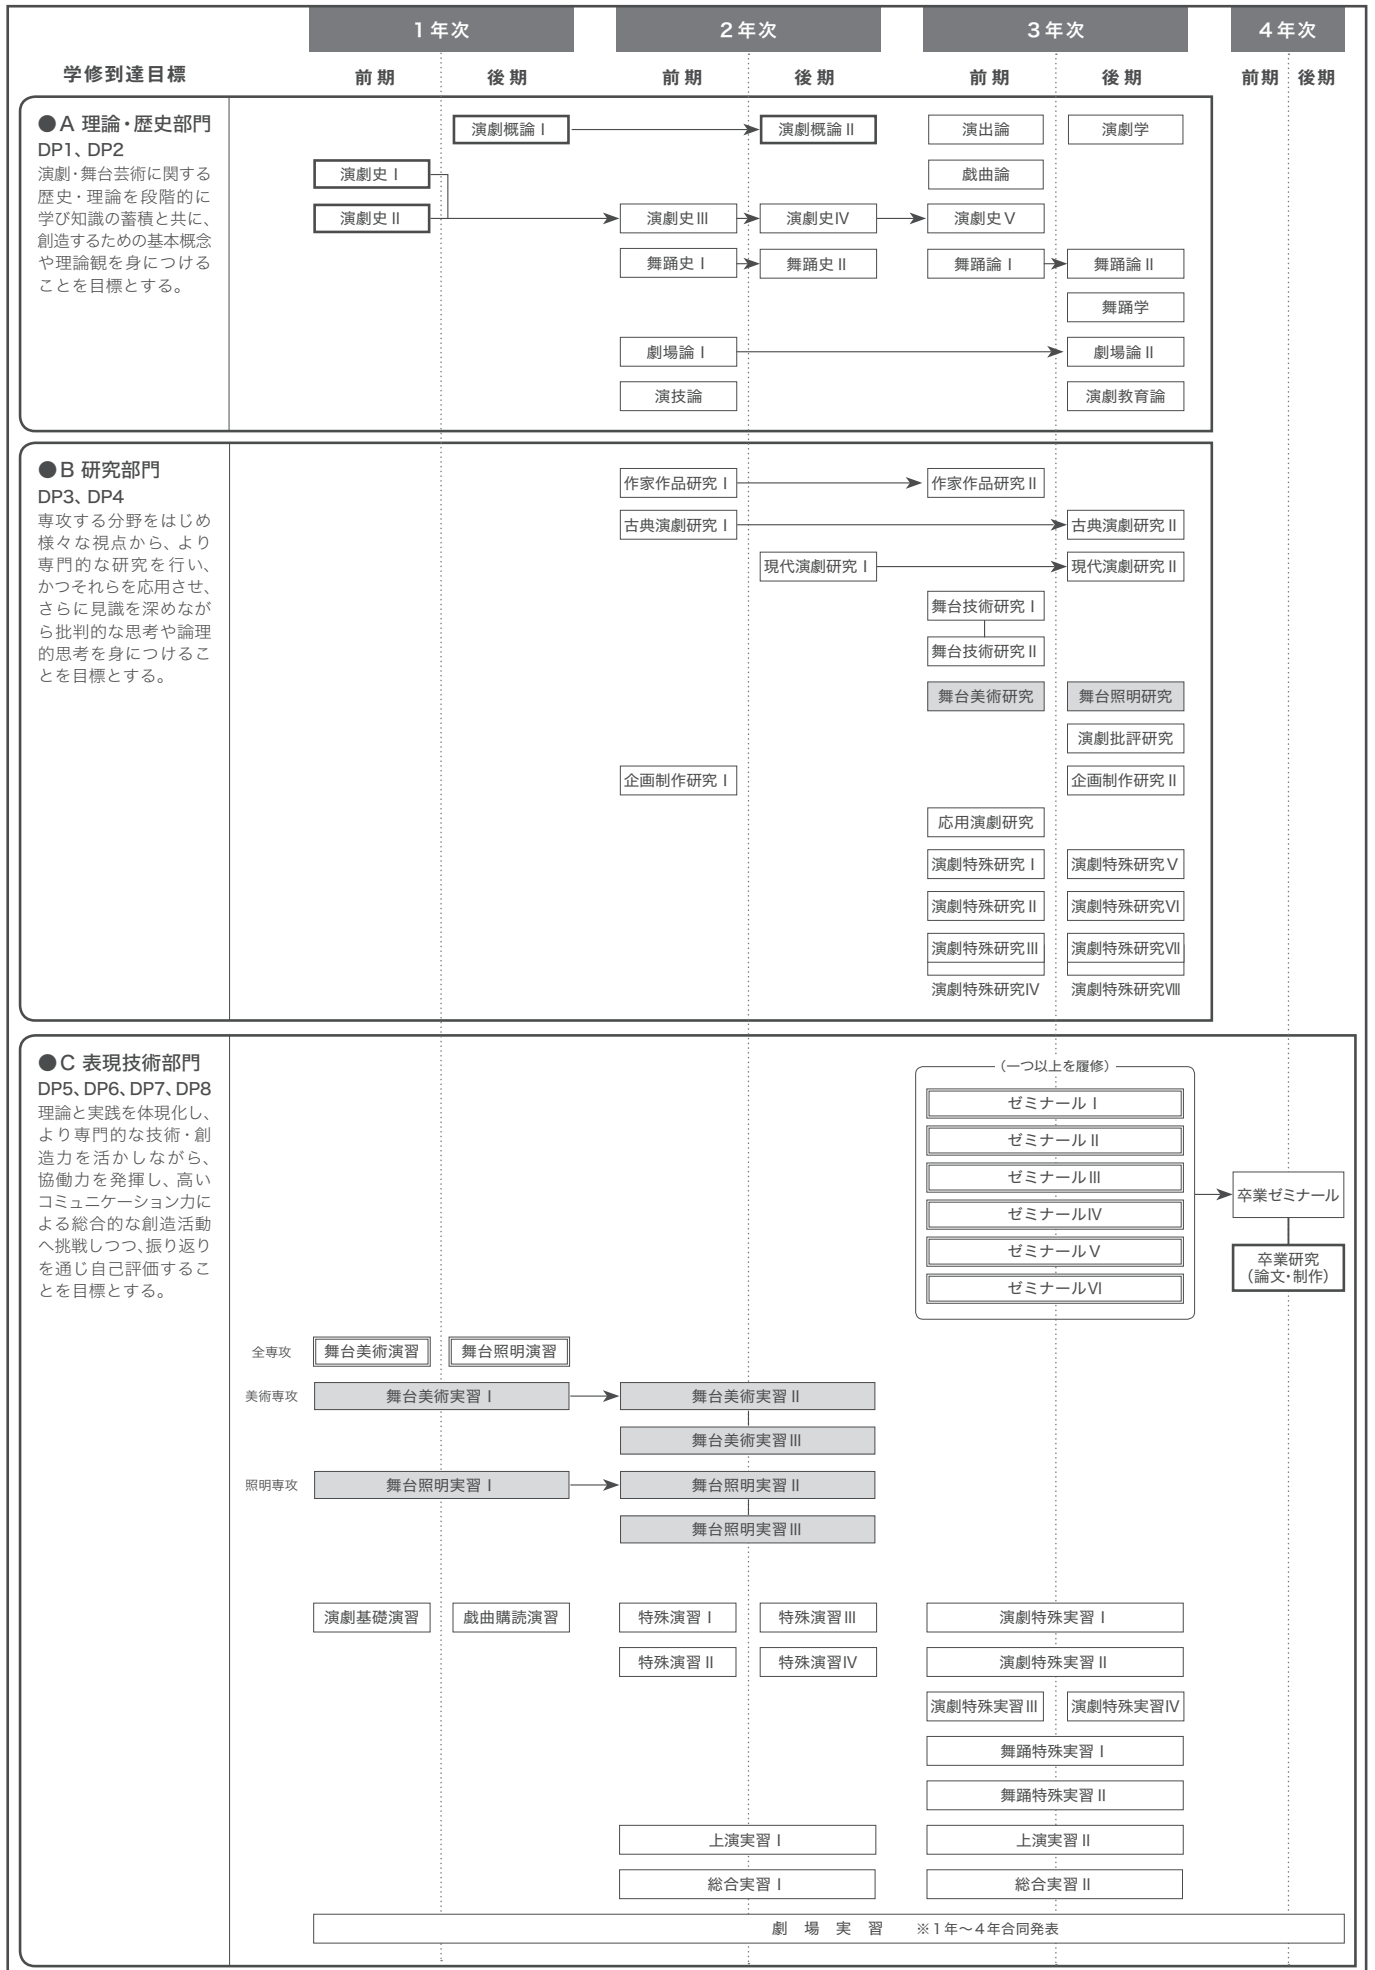 1年次 2年次 3年次 4年次
学修到達目標 前期 後期 前期 後期 前期 後期 前期 後期
●A 理論・歴史部門
DP1、DP2
演劇・舞台芸術に関する
歴史・理論を段階的に
学び知識の蓄積と共に、
創造するための基本概念
や理論観を身につける
ことを目標とする。
演劇概論Ⅰ 演劇概論Ⅱ 演出論 演劇学
演劇史Ⅰ 戯曲論
演劇史Ⅱ 演劇史Ⅲ 演劇史Ⅳ 演劇史Ⅴ
舞踊史Ⅰ 舞踊史Ⅱ 舞踊論Ⅰ 舞踊論Ⅱ
舞踊学
劇場論Ⅰ 劇場論Ⅱ
演技論 演劇教育論
●B 研究部門
DP3、DP4
専攻する分野をはじめ
様々な視点から、より
専門的な研究を行い、
かつそれらを応用させ、
さらに見識を深めなが
ら批判的な思考や論理
的思考を身につけるこ
とを目標とする。
作家作品研究Ⅰ 作家作品研究Ⅱ
古典演劇研究Ⅰ 古典演劇研究Ⅱ
現代演劇研究Ⅰ 現代演劇研究Ⅱ
舞台技術研究Ⅰ
舞台技術研究Ⅱ
舞台美術研究 舞台照明研究
演劇批評研究
企画制作研究Ⅰ 企画制作研究Ⅱ
応用演劇研究
演劇特殊研究Ⅰ 演劇特殊研究Ⅴ
演劇特殊研究Ⅱ 演劇特殊研究Ⅵ
演劇特殊研究Ⅲ 演劇特殊研究Ⅶ
演劇特殊研究Ⅳ 演劇特殊研究Ⅷ
●C 表現技術部門
DP5、DP6、DP7、DP8
理論と実践を体現化し、
より専門的な技術・創
造力を活かしながら、
協働力を発揮し、高い
コミュニケーション力に
よる総合的な創造活動
へ挑戦しつつ、振り返り
を通じ自己評価するこ
とを目標とする。
（一つ以上を履修）
ゼミナールⅠ
ゼミナールⅡ
ゼミナールⅢ
ゼミナールⅣ
ゼミナールⅤ
ゼミナールⅥ
卒業ゼミナール
卒業研究
（論文・制作）
全専攻 舞台美術演習 舞台照明演習
美術専攻 舞台美術実習Ⅰ 舞台美術実習Ⅱ
舞台美術実習Ⅲ
照明専攻 舞台照明実習Ⅰ 舞台照明実習Ⅱ
舞台照明実習Ⅲ
演劇基礎演習 戯曲購読演習 特殊演習Ⅰ 特殊演習Ⅲ 演劇特殊実習Ⅰ
特殊演習Ⅱ 特殊演習Ⅳ 演劇特殊実習Ⅱ
演劇特殊実習Ⅲ 演劇特殊実習Ⅳ
舞踊特殊実習Ⅰ
舞踊特殊実習Ⅱ
上演実習Ⅰ 上演実習Ⅱ
総合実習Ⅰ 総合実習Ⅱ
劇場実習 ※1年〜4年合同発表